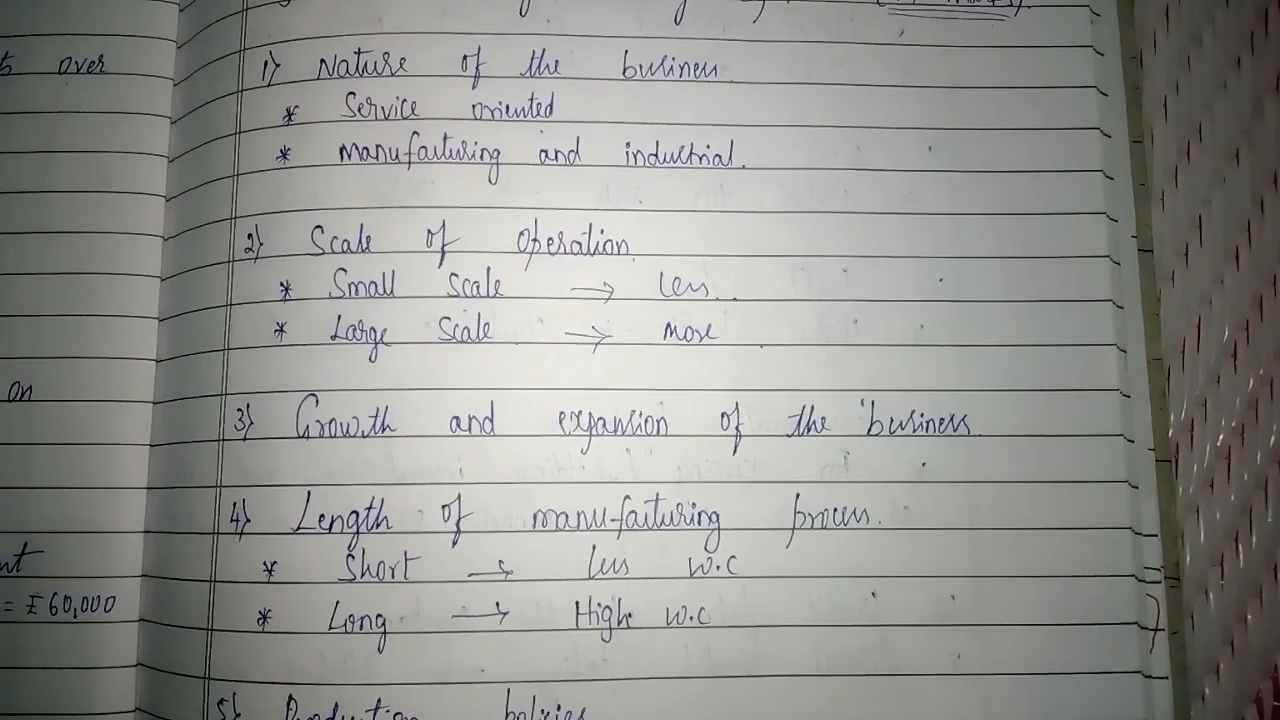 1) Nature of the business
* Service oriented
* Manufacturing and industrial.
2) Scale of operation.
* Small Scale → less..
* Large Scale → More
3) Growth and expansion of the business.
4) Length of manufacturing process.
* Short → less W.C
* Long → High W.C
5) Production policies
over
on
= ₹60,000